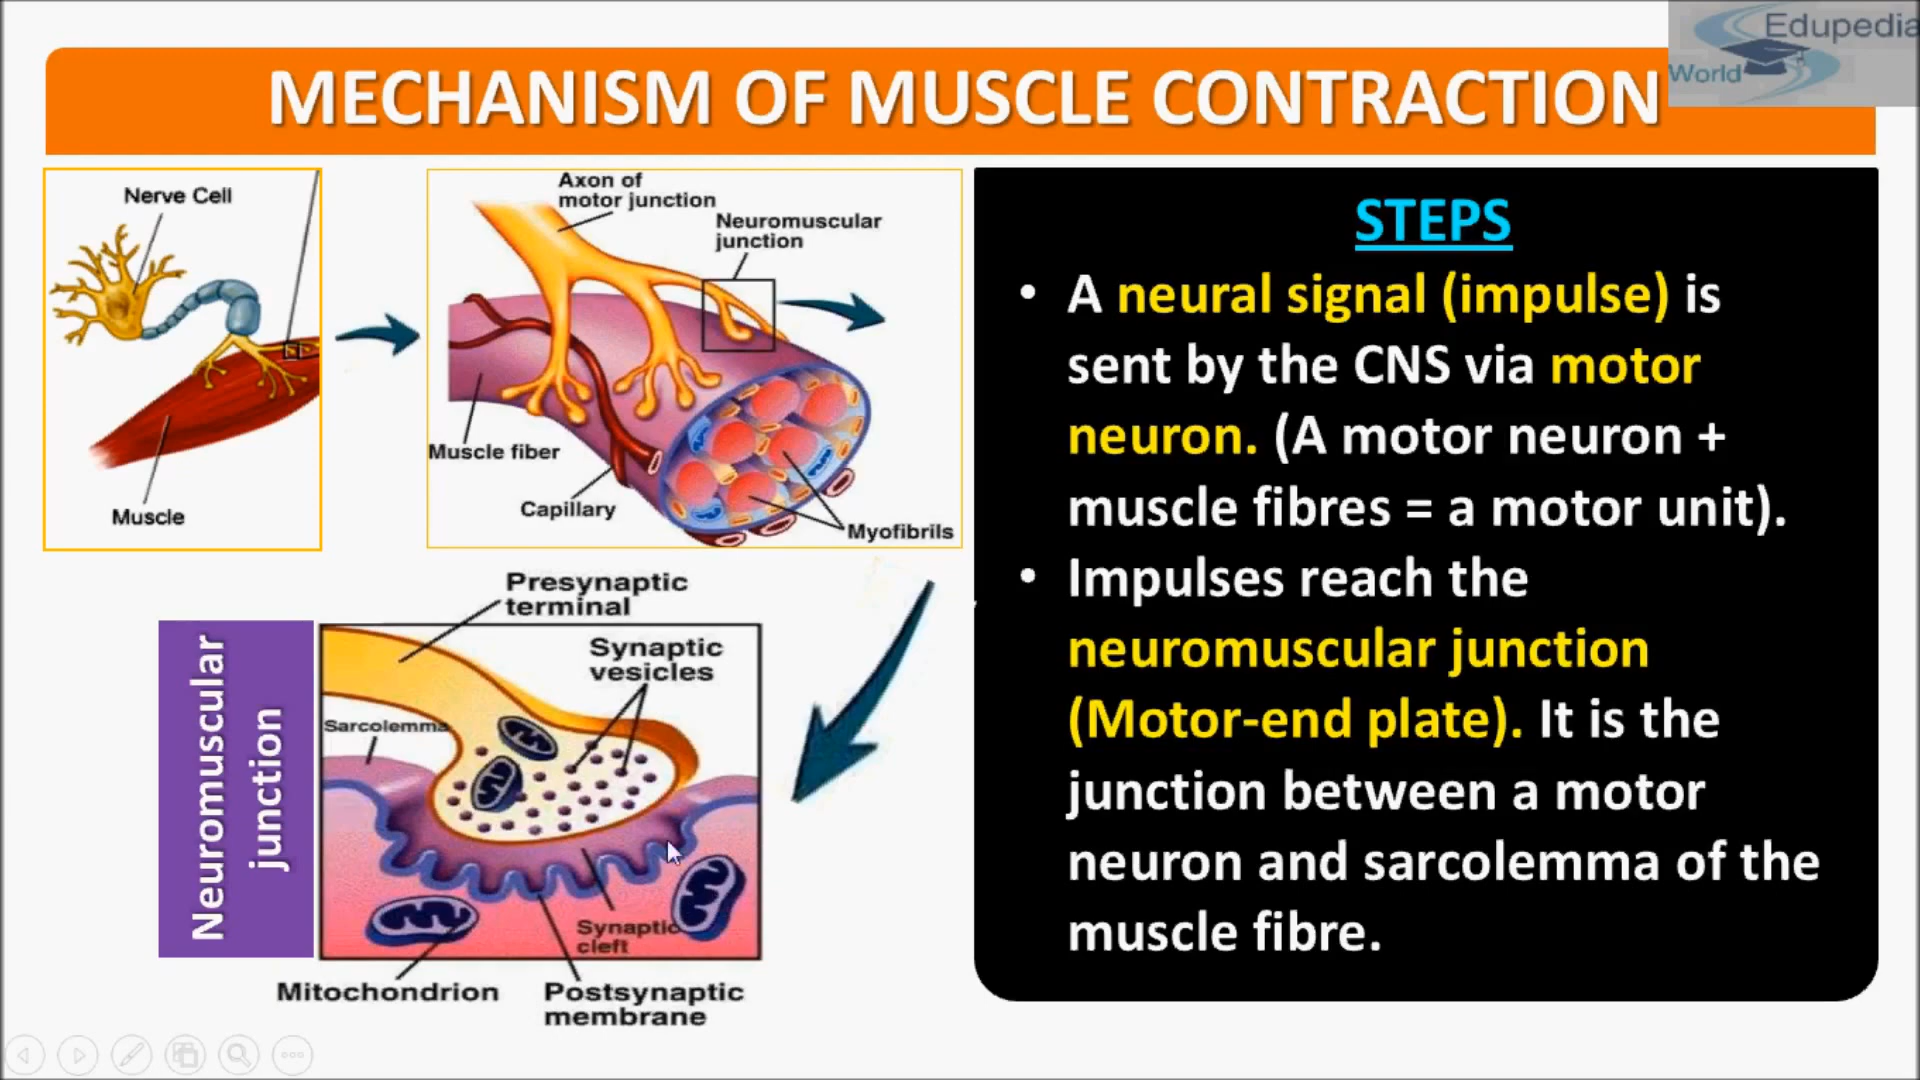 Edupedia
World
MECHANISM OF MUSCLE CONTRACTION
Nerve Cell
Muscle
Axon of
motor junction
Neuromuscular
junction
Muscle fiber
Capillary
Myofibrils
Presynaptic
terminal
Synaptic
vesicles
Sarcolemma
Synaptic
cleft
Mitochondrion
Postsynaptic
membrane
Neuromuscular
junction
STEPS
• A neural signal (impulse) is
sent by the CNS via motor
neuron. (A motor neuron +
muscle fibres = a motor unit).
• Impulses reach the
neuromuscular junction
(Motor-end plate). It is the
junction between a motor
neuron and sarcolemma of the
muscle fibre.